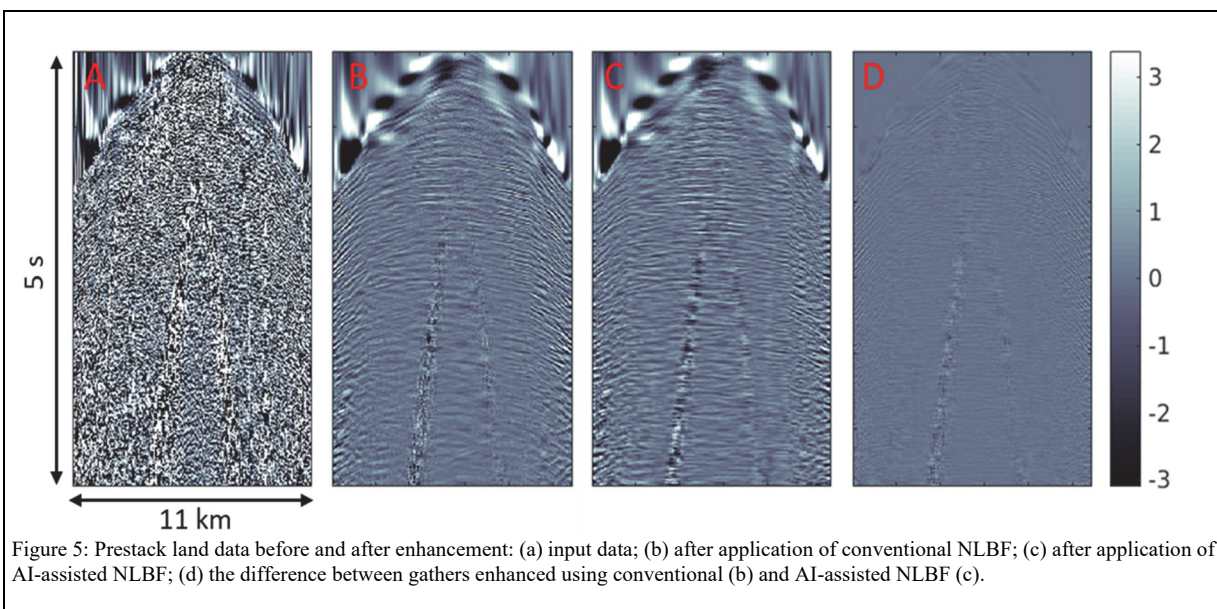 A
B
C
D
5 s
11 km
3
2
1
0
-1
-2
-3
Figure 5: Prestack land data before and after enhancement: (a) input data; (b) after application of conventional NLBF; (c) after application of
AI-assisted NLBF; (d) the difference between gathers enhanced using conventional (b) and AI-assisted NLBF (c).